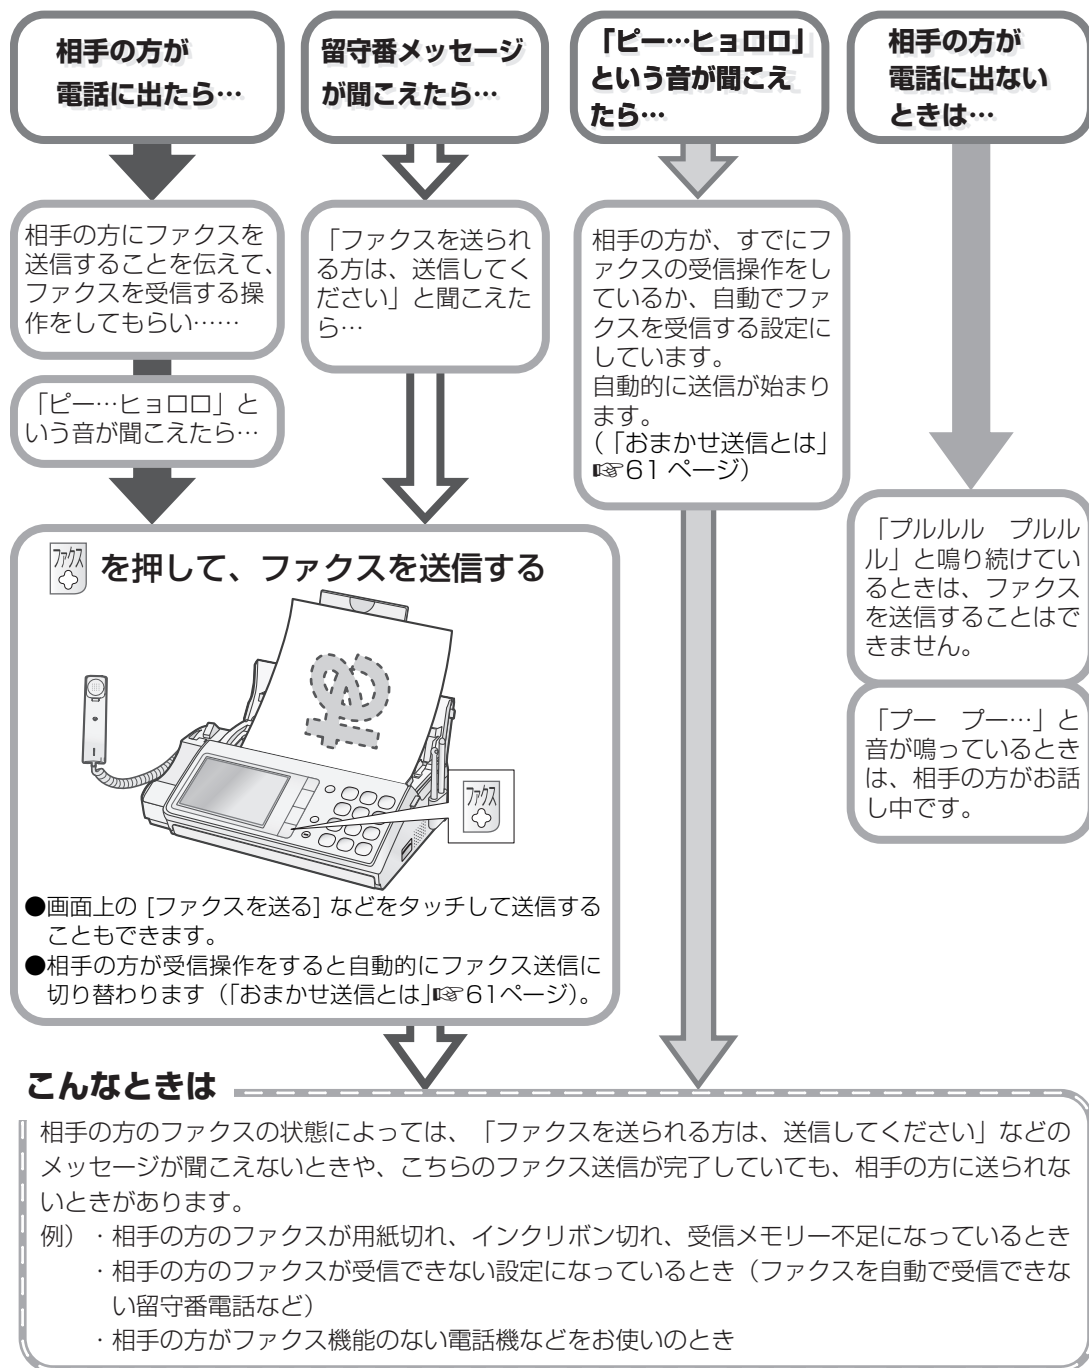 相手の方が
電話に出たら…
留守番メッセージ
が聞こえたら…
「ピー…ヒョロロ」
という音が聞こえ
たら…
相手の方が
電話に出ない
ときは…
相手の方にファクスを
送信することを伝えて、
ファクスを受信する操
作をしてもらい……
「ピー…ヒョロロ」と
いう音が聞こえたら…
「ファクスを送られ
る方は、送信してく
ださい」と聞こえた
ら…
相手の方が、すでにフ
ァクスの受信操作をし
ているか、自動でファ
クスを受信する設定に
しています。
自動的に送信が始まり
ます。
(「おまかせ送信とは」
☞61 ページ)
「プルルル　プルル
ル」と鳴り続けてい
るときは、ファクス
を送信することはで
きません。
「プー　プー…」と
音が鳴っているとき
は、相手の方がお話
し中です。
ファクス を押して、ファクスを送信する
ファクス
●画面上の [ファクスを送る] などをタッチして送信する
こともできます。
●相手の方が受信操作をすると自動的にファクス送信に
切り替わります（「おまかせ送信とは」☞61ページ）。
こんなときは
相手の方のファクスの状態によっては、「ファクスを送られる方は、送信してください」などの
メッセージが聞こえないときや、こちらのファクス送信が完了していても、相手の方に送られな
いときがあります。
例）・相手の方のファクスが用紙切れ、インクリボン切れ、受信メモリー不足になっているとき
・相手の方のファクスが受信できない設定になっているとき（ファクスを自動で受信できな
い留守番電話など）
・相手の方がファクス機能のない電話機などをお使いのとき